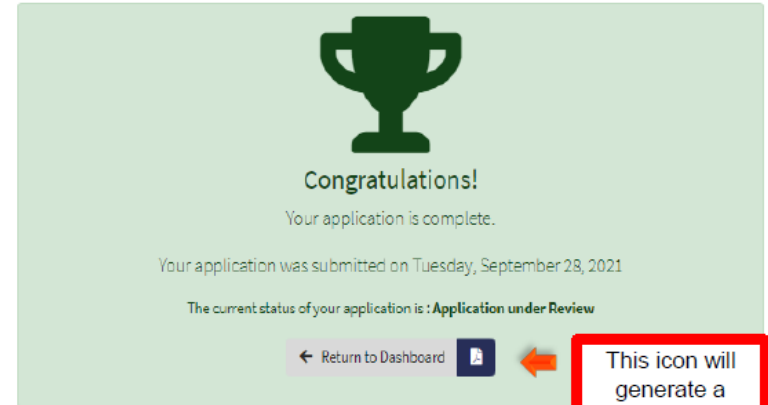 Congratulations!
Your application is complete.
Your application was submitted on Tuesday, September 28, 2021
The current status of your application is : Application under Review
Return to Dashboard
This icon will
generate a